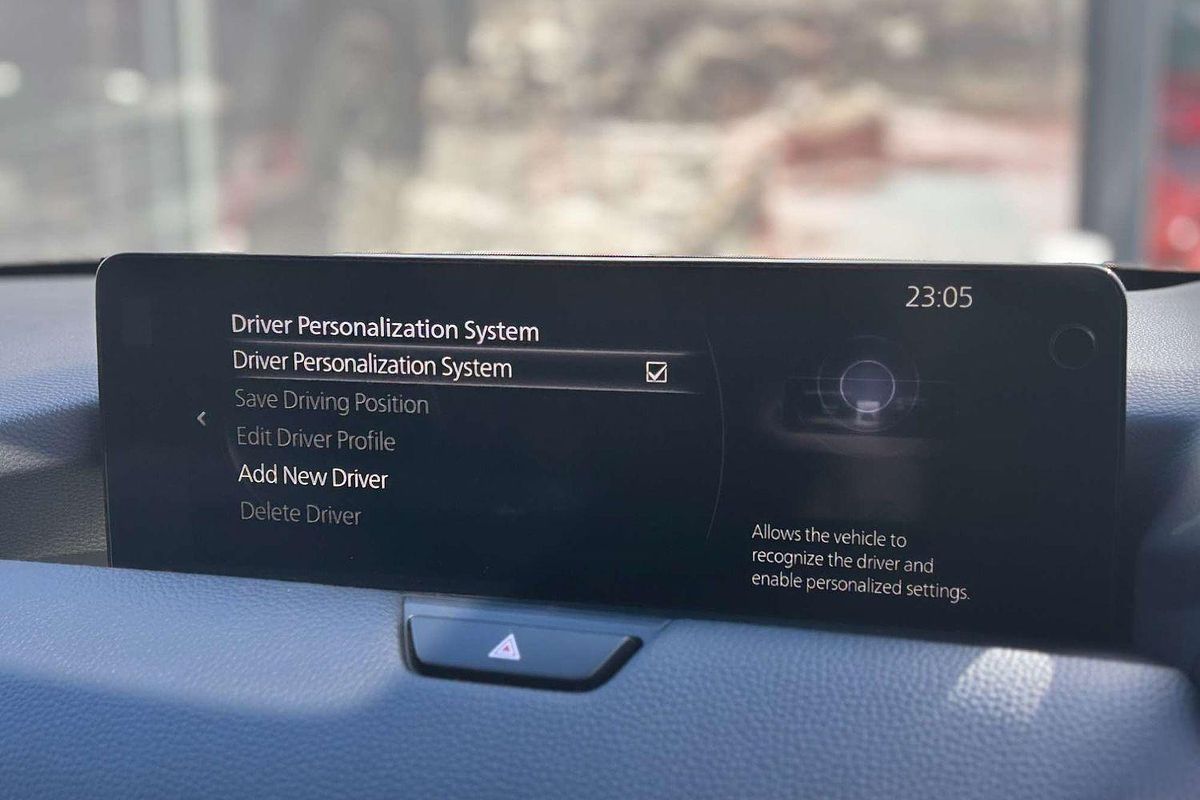 23:05
Driver Personalization System
Driver Personalization System
Save Driving Position
Edit Driver Profile
Add New Driver
Delete Driver
Allows the vehicle to
recognize the driver and
enable personalized settings.